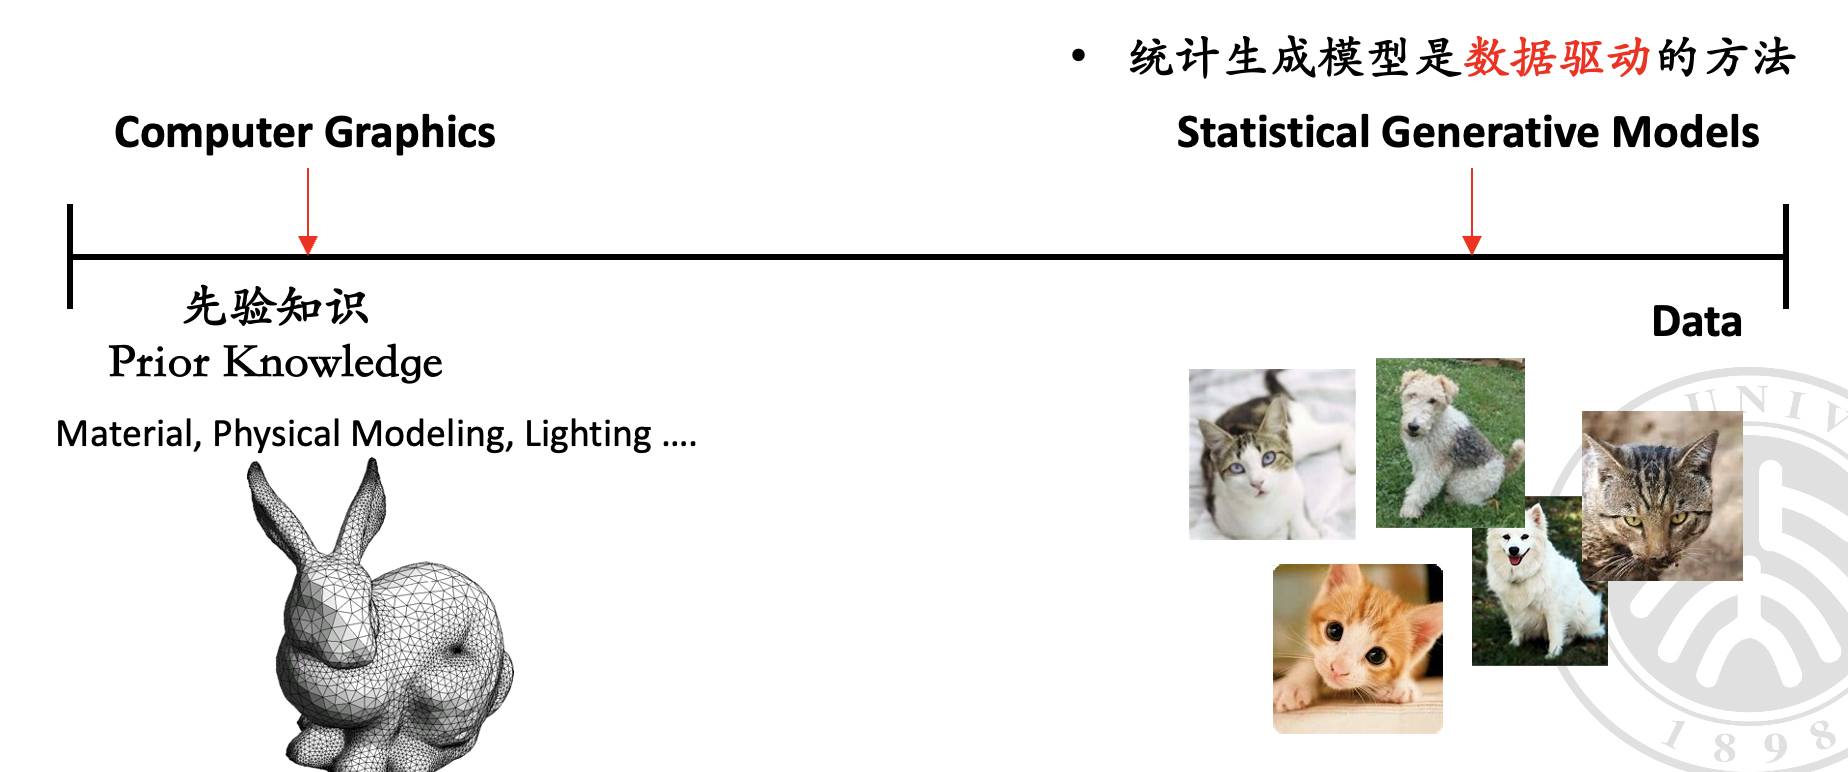 • 统计生成模型是数据驱动的方法
Computer Graphics
Statistical Generative Models
先验知识
Prior Knowledge
Data
Material, Physical Modeling, Lighting ....
UNIV
1898